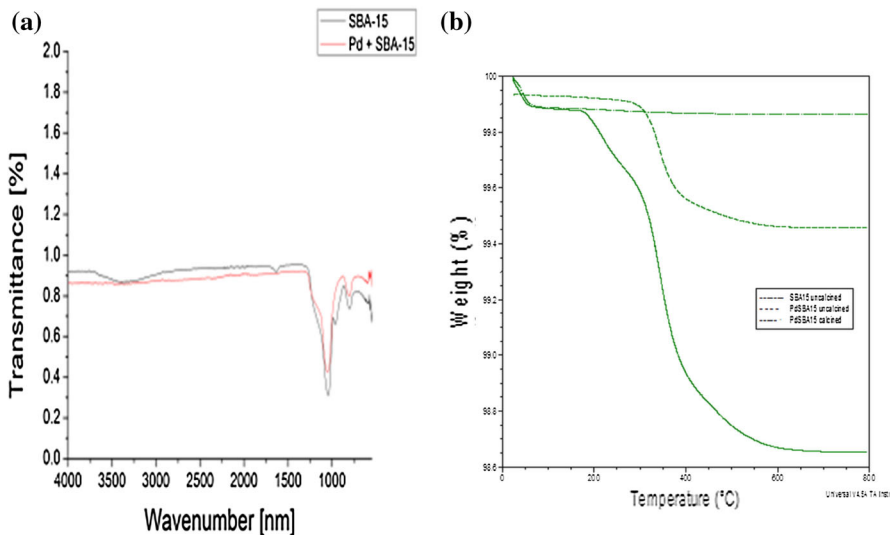 (a)
SBA-15
Pd + SBA-15
2.0
1.8
1.6
1.4
1.2
1.0
0.8
0.6
0.4
0.2
0.0
Transmittance [%]
4000 3500 3000 2500 2000 1500 1000
Wavenumber [nm]
(b)
100
99.8
99.6
99.4
99.2
99.0
98.8
98.6
Weight (%)
SBA15 uncalcined
PdSBA15 uncalcined
PdSBA15 calcined
0 200 400 600 800
Temperature (°C)
Universal TA Inst